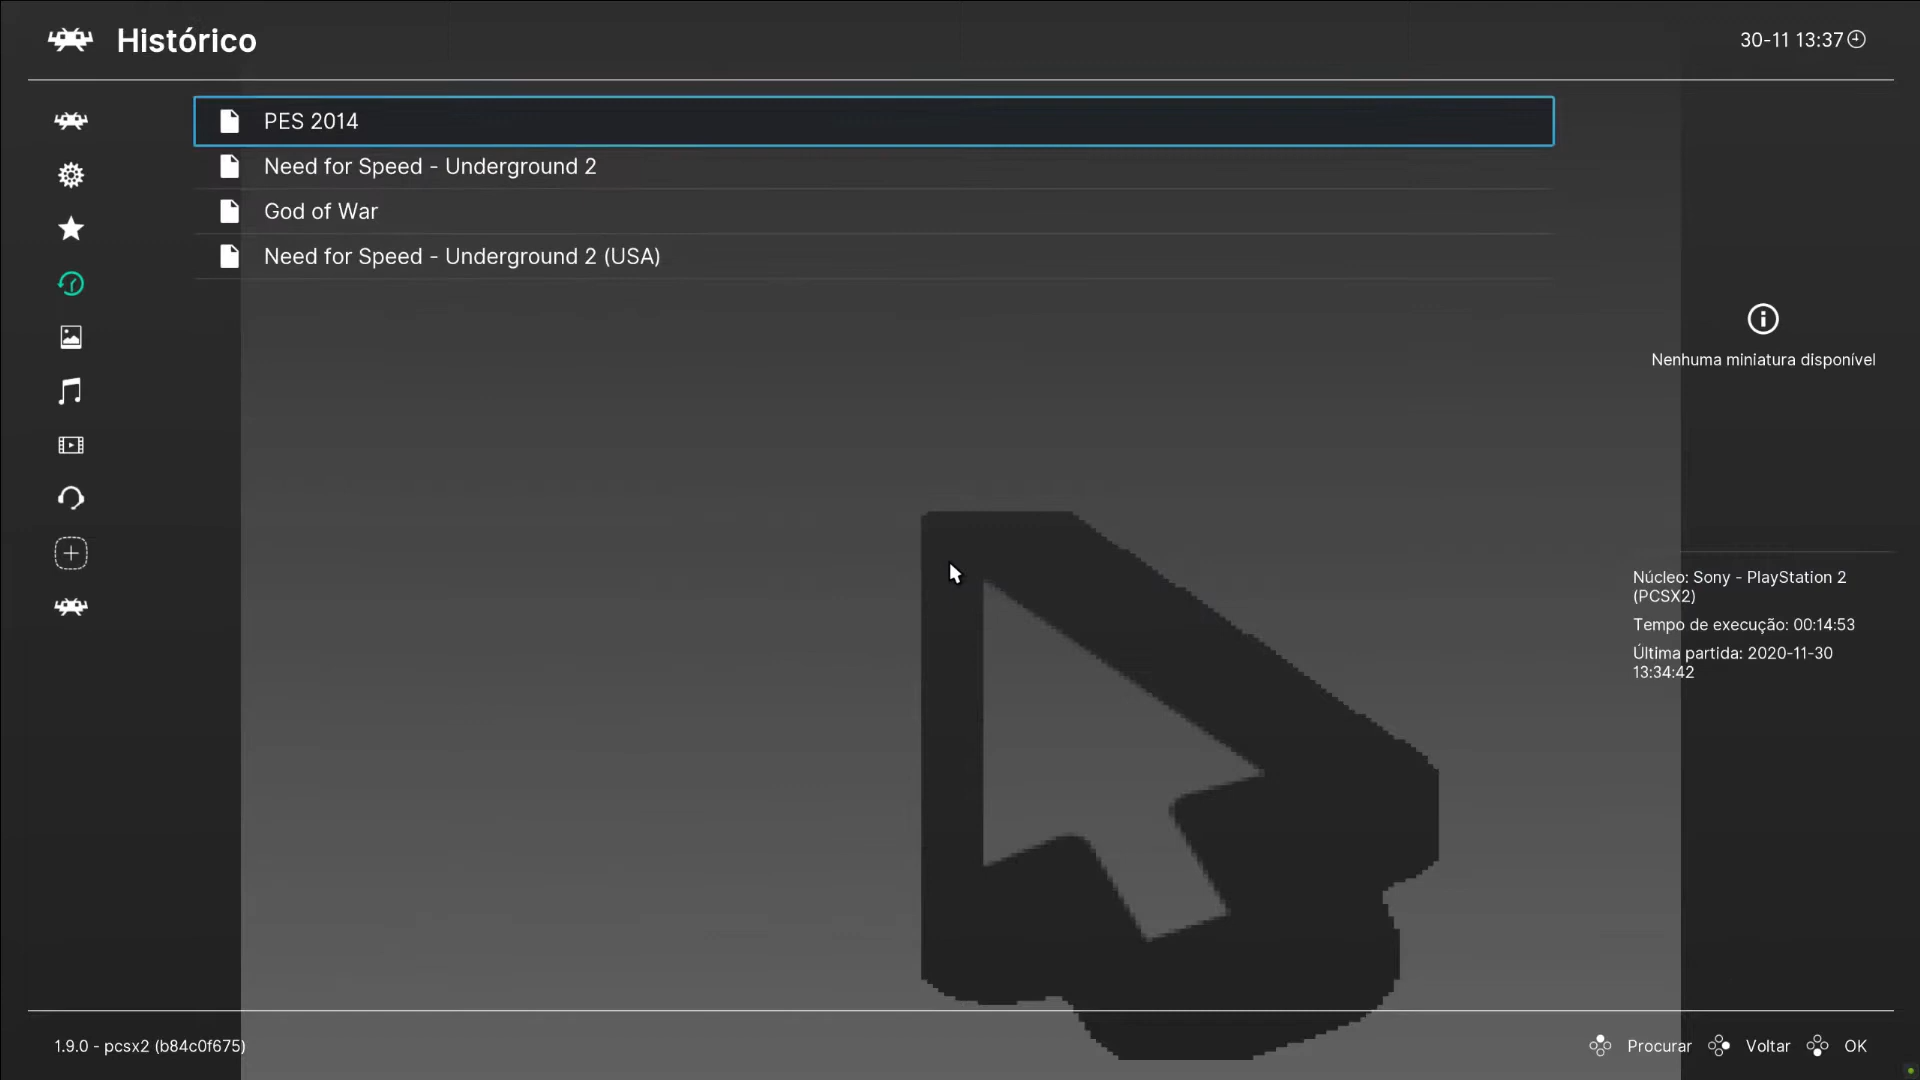 Histórico
30-11 13:37
PES 2014
Need for Speed - Underground 2
God of War
Need for Speed - Underground 2 (USA)
Nenhuma miniatura disponível
Núcleo: Sony - PlayStation 2
(PCSX2)
Tempo de execução: 00:14:53
Última partida: 2020-11-30
13:34:42
1.9.0 - pcsx2 (b84c0f675)
Procurar
Voltar
OK